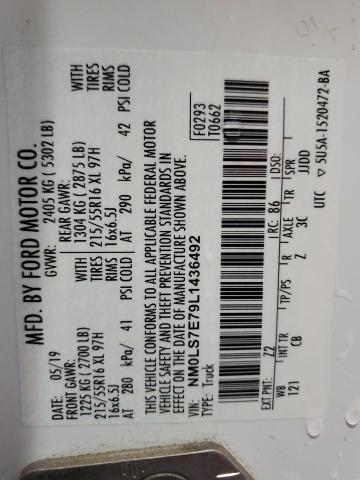 MFD. BY FORD MOTOR CO.
DATE: 05/19
GVWR: 2405 KG ( 5302 LB)
FRONT GAWR:
1225 KG ( 2700 LB)
215/55R16 XL 97H
16x6.5J
AT 280 kPa/ 41 PSI COLD
REAR GAWR:
1304 KG ( 2875 LB)
215/55R16 XL 97H
16x6.5J
AT 290 kPa/ 42 PSI COLD
WITH
TIRES
RIMS
WITH
TIRES
RIMS
THIS VEHICLE CONFORMS TO ALL APPLICABLE FEDERAL MOTOR
VEHICLE SAFETY AND THEFT PREVENTION STANDARDS IN
EFFECT ON THE DATE OF MANUFACTURE SHOWN ABOVE.
VIN: NM0LS7E79L1436492
TYPE: Truck
F0293
T0662
EXT PNT: Z2 RC: 86 DSO:
WB INT TR TP/PS R AXLE TR SPR
121 CB Z 3C JJDD
UTC ▽ 5U5A-1520472-BA